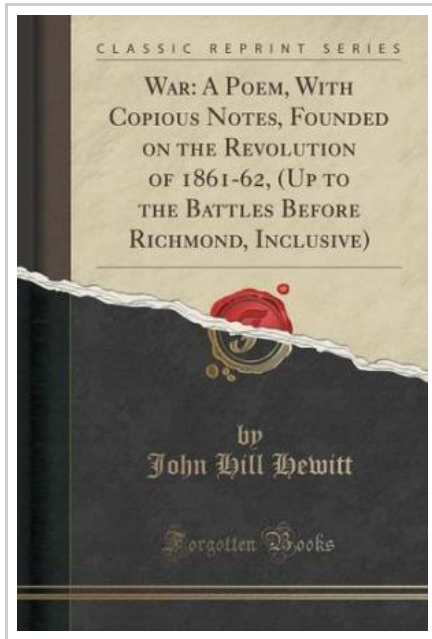 CLASSIC REPRINT SERIES
WAR: A POEM, WITH
COPIOUS NOTES, FOUNDED
ON THE REVOLUTION
OF 1861-62, (UP TO
THE BATTLES BEFORE
RICHMOND, INCLUSIVE)
by
John Hill Hewitt
Forgotten Books